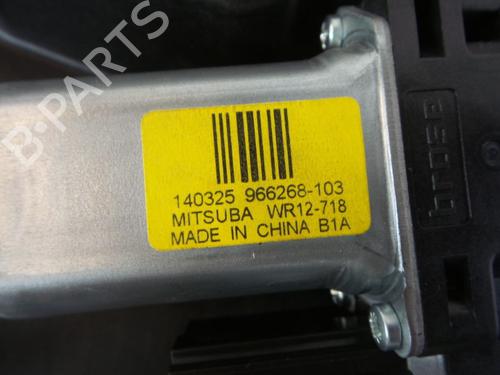 140325 966268-103
MITSUBA WR12-718
MADE IN CHINA B1A
brose
B-PARTS